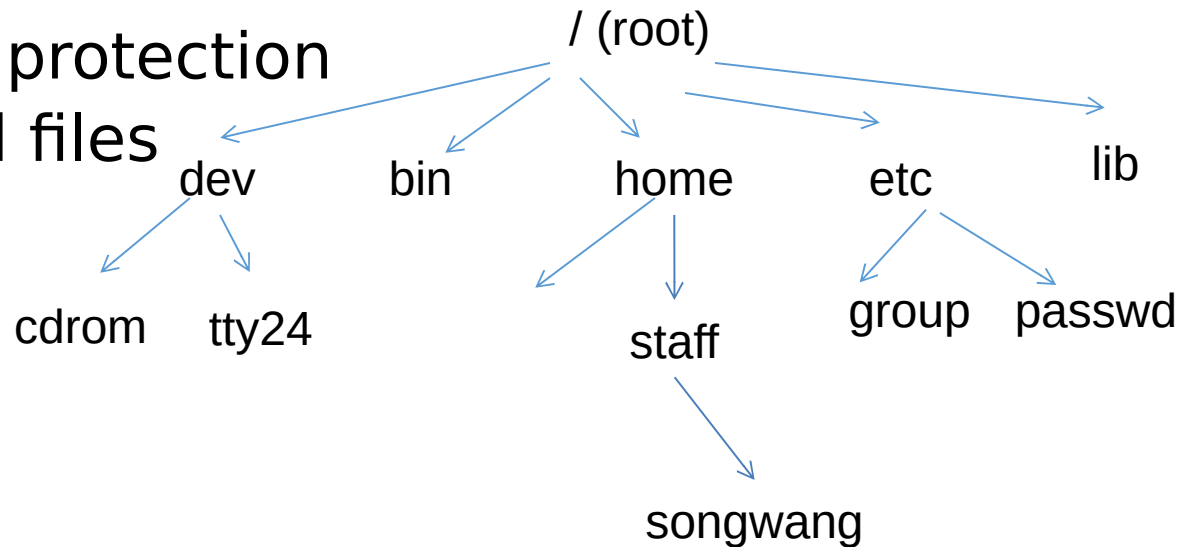 / (root)
protection
files
dev bin home etc lib
cdrom tty24 staff group passwd
songwang